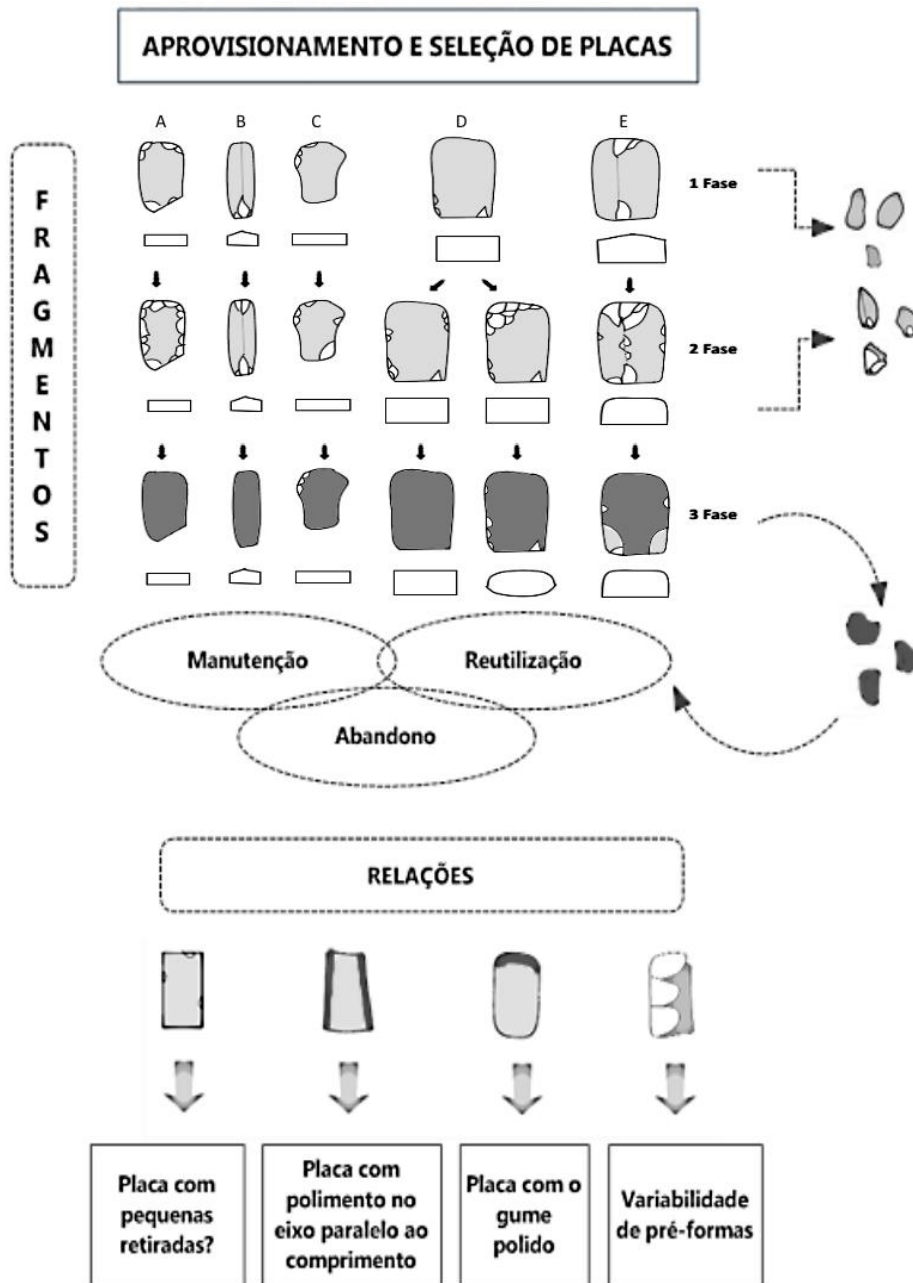 APROVISIONAMENTO E SELEÇÃO DE PLACAS
F
R
A
G
M
E
N
T
O
S
A B C D E
1 Fase
2 Fase
3 Fase
Manutenção
Reutilização
Abandono
RELAÇÕES
Placa com
pequenas
retiradas?
Placa com
polimento no
eixo paralelo ao
comprimento
Placa com o
gume
polido
Variabilidade
de pré-formas